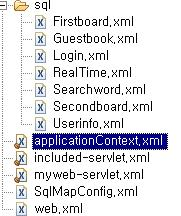 sql
Firstboard.xml
Guestbook.xml
Login.xml
RealTime.xml
Searchword.xml
Secondboard.xml
Userinfo.xml
applicationContext.xml
included-servlet.xml
myweb-servlet.xml
SqlMapConfig.xml
web.xml